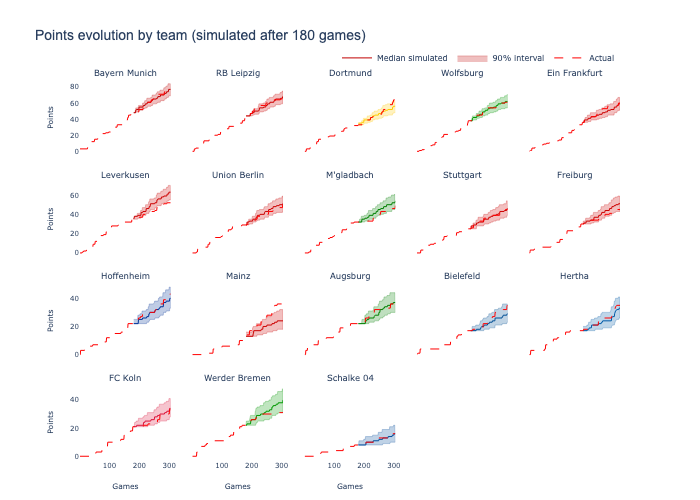 Points evolution by team (simulated after 180 games)
Median simulated 90% interval Actual
Bayern Munich RB Leipzig Dortmund Wolfsburg Ein Frankfurt
80
60
40
20
0
Points
Leverkusen Union Berlin M'gladbach Stuttgart Freiburg
60
40
20
0
Points
Hoffenheim Mainz Augsburg Bielefeld Hertha
40
20
0
Points
FC Koln Werder Bremen Schalke 04
40
20
0
Points
100 200 300 100 200 300 100 200 300
Games Games Games